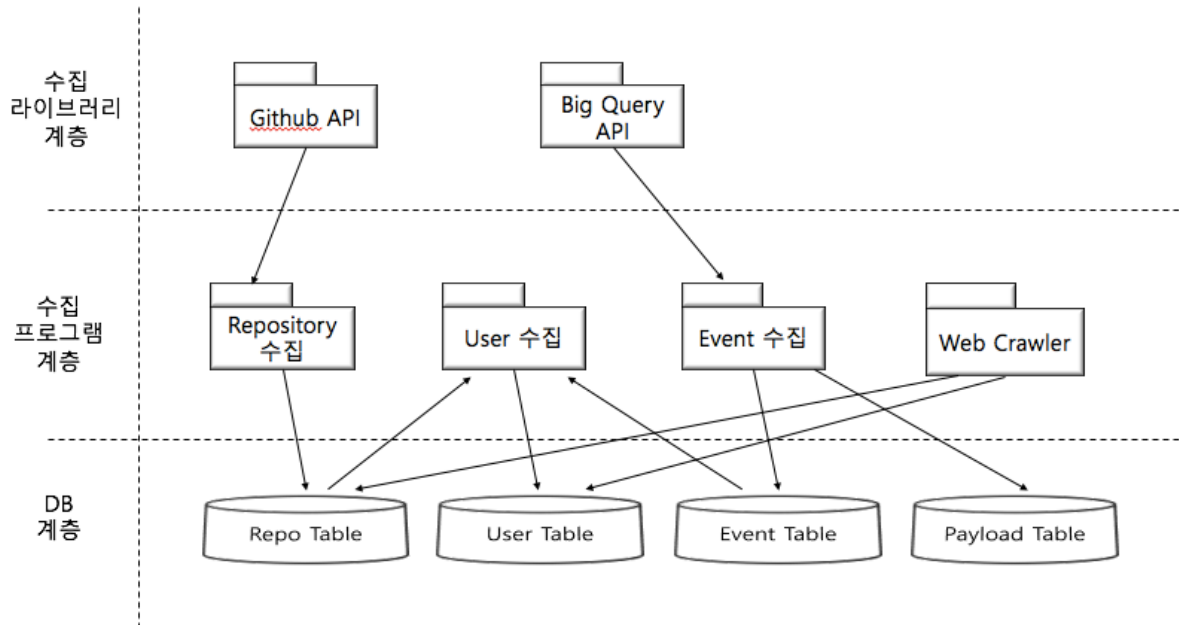 수집
라이브러리
계층
Github API
Big Query
API
수집
프로그램
계층
Repository
수집
User 수집
Event 수집
Web Crawler
DB
계층
Repo Table
User Table
Event Table
Payload Table